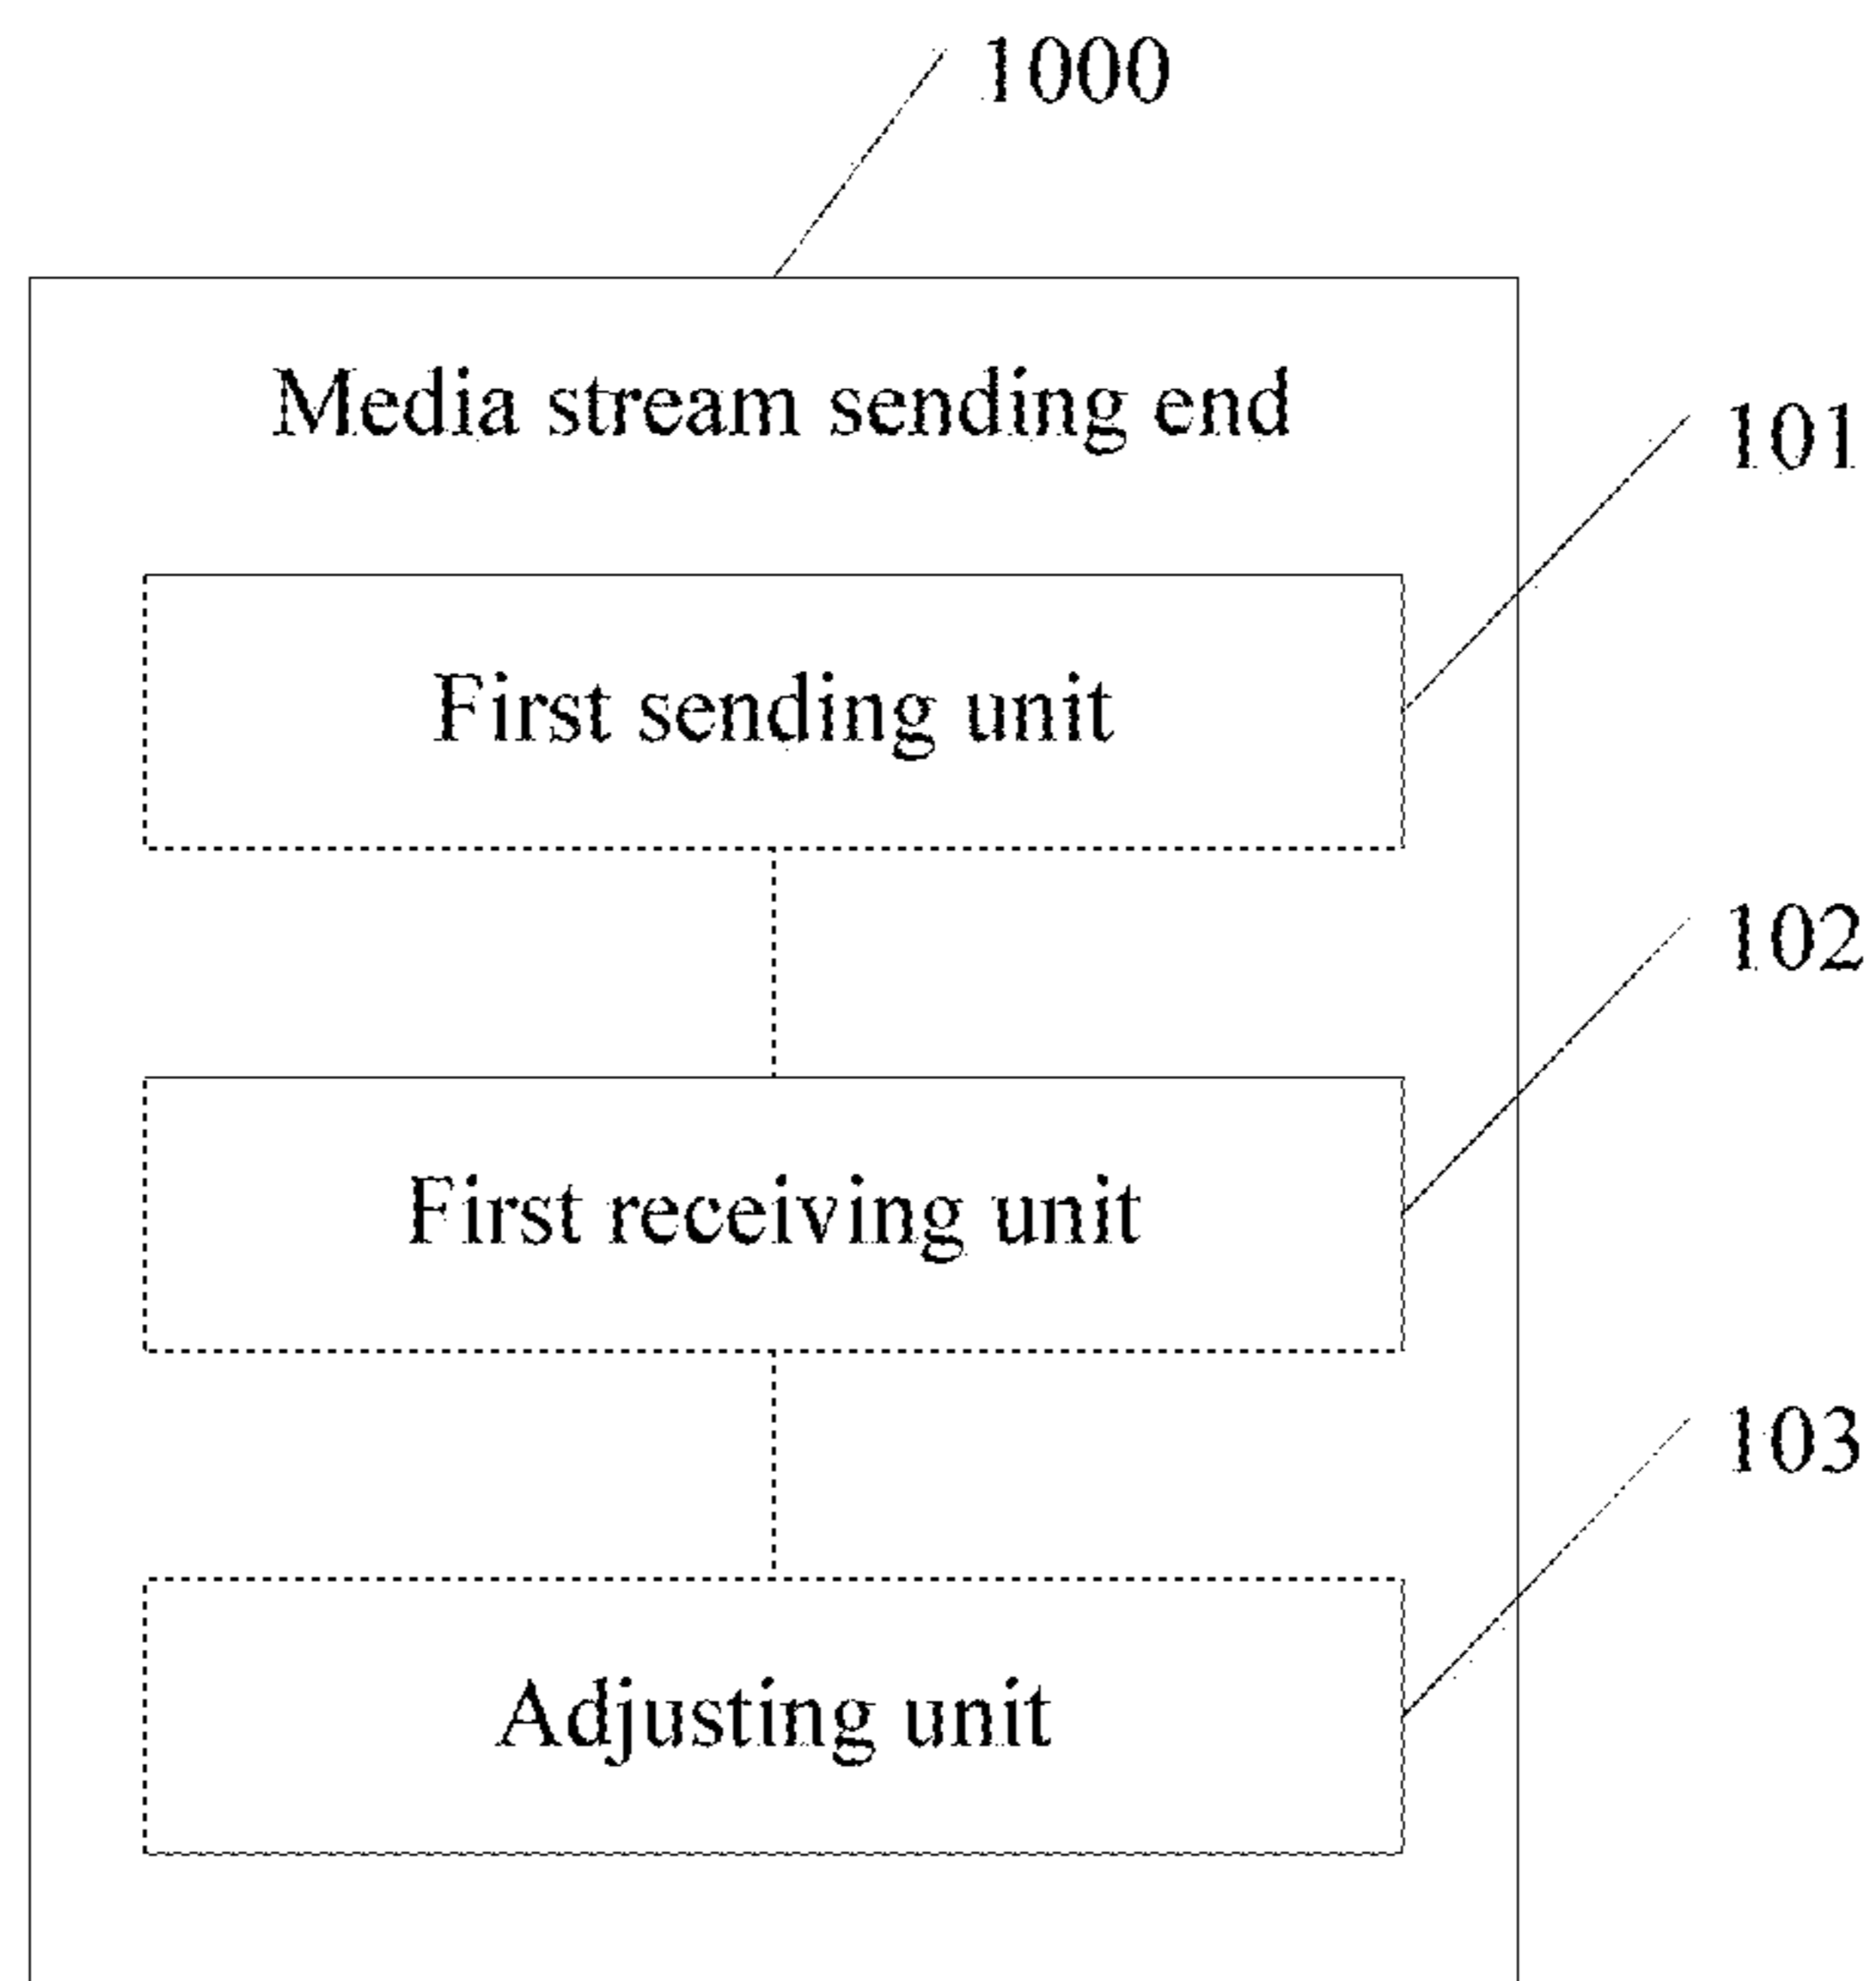 1000
Media stream sending end
101
First sending unit
102
First receiving unit
103
Adjusting unit